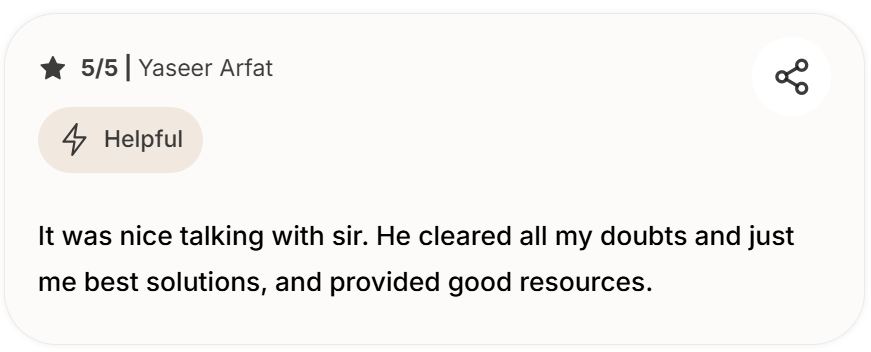 5/5 | Yaseer Arfat
Helpful
It was nice talking with sir. He cleared all my doubts and just
me best solutions, and provided good resources.